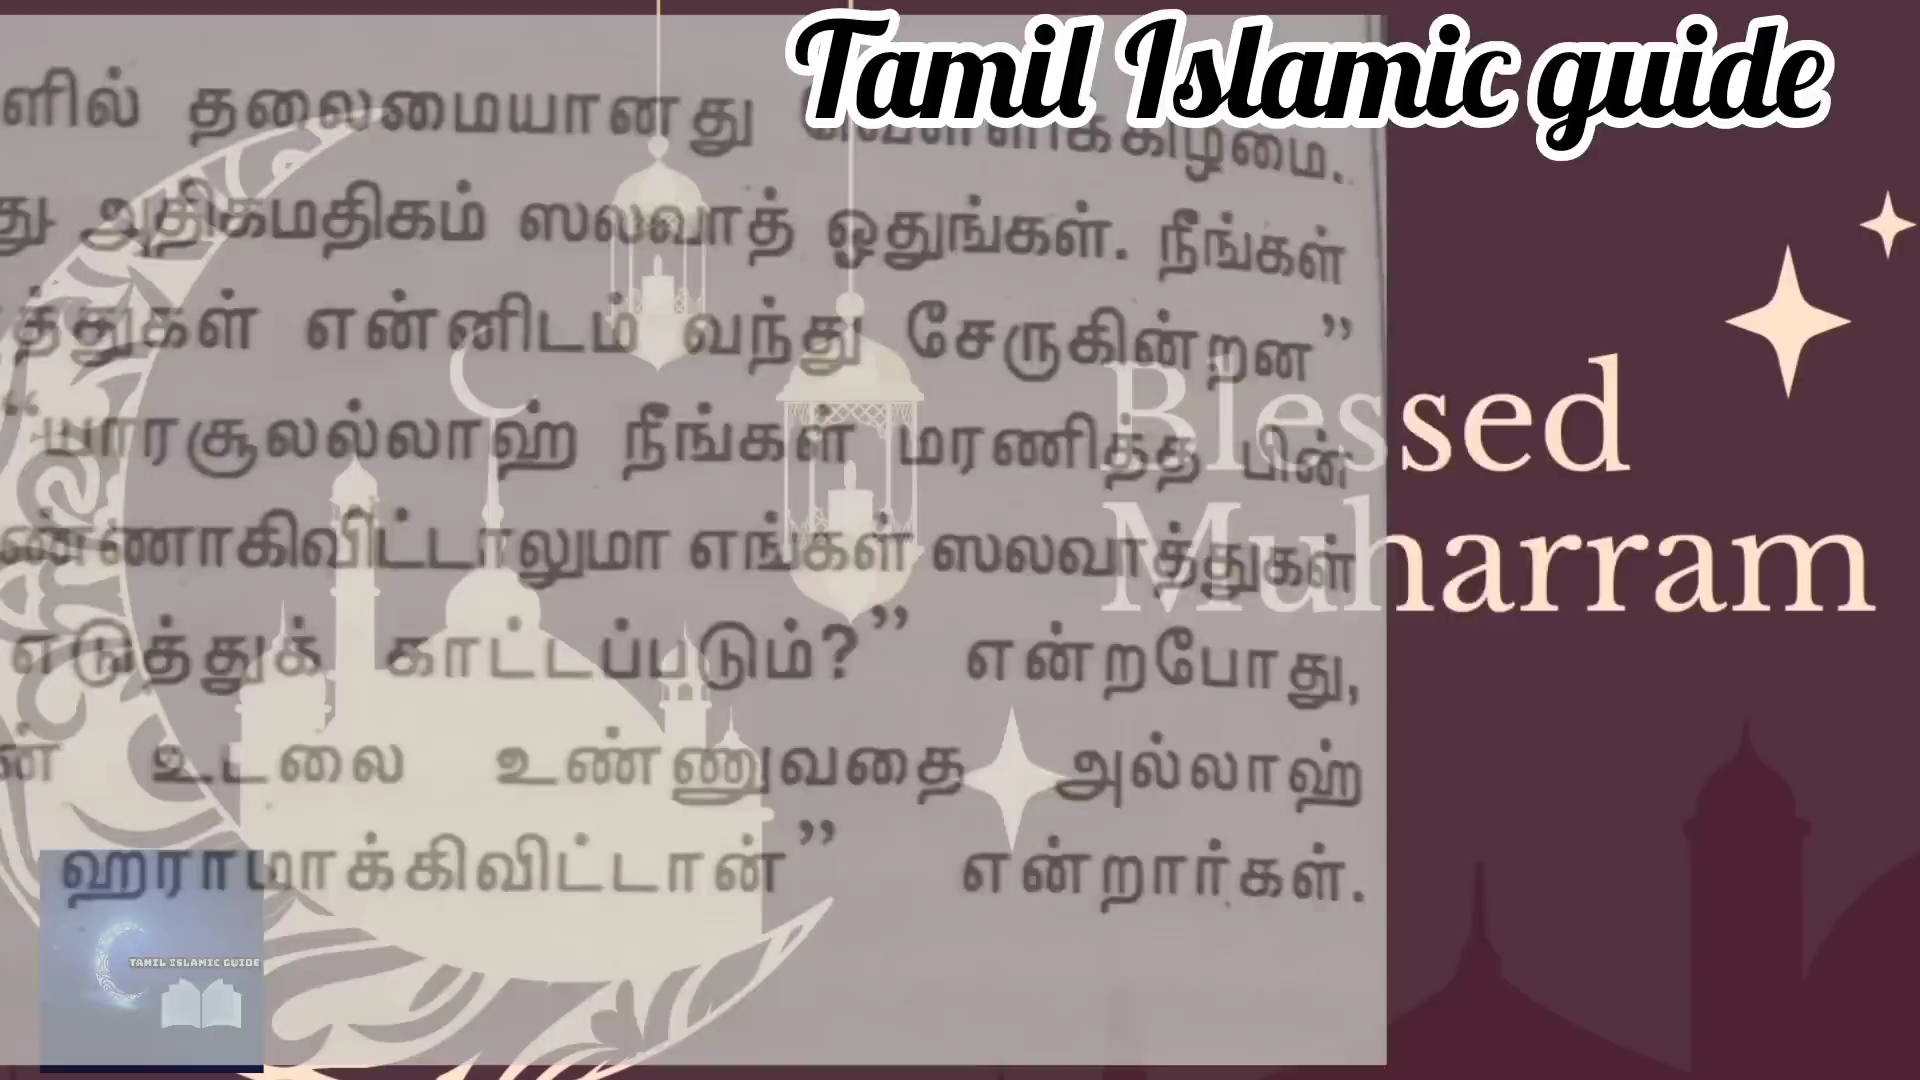 Tamil Islamic guide
ளில் தலைமையானது வெள்ளிக்கிழமை.
து அதிகமதிகம் ஸலவாத் ஓதுங்கள். நீங்கள்
த்துகள் என்னிடம் வந்து சேருகின்றன”
“யாரசூலல்லாஹ் நீங்கள் மரணித்த பின்
ண்ணாகிவிட்டாலுமா எங்கள் ஸலவாத்துகள்
எடுத்துக் காட்டப்படும்?” என்றபோது,
ன் உடலை உண்ணுவதை அல்லாஹ்
ஹராமாக்கிவிட்டான்” என்றார்கள்.
Blessed
Muharram
TAMIL ISLAMIC GUIDE